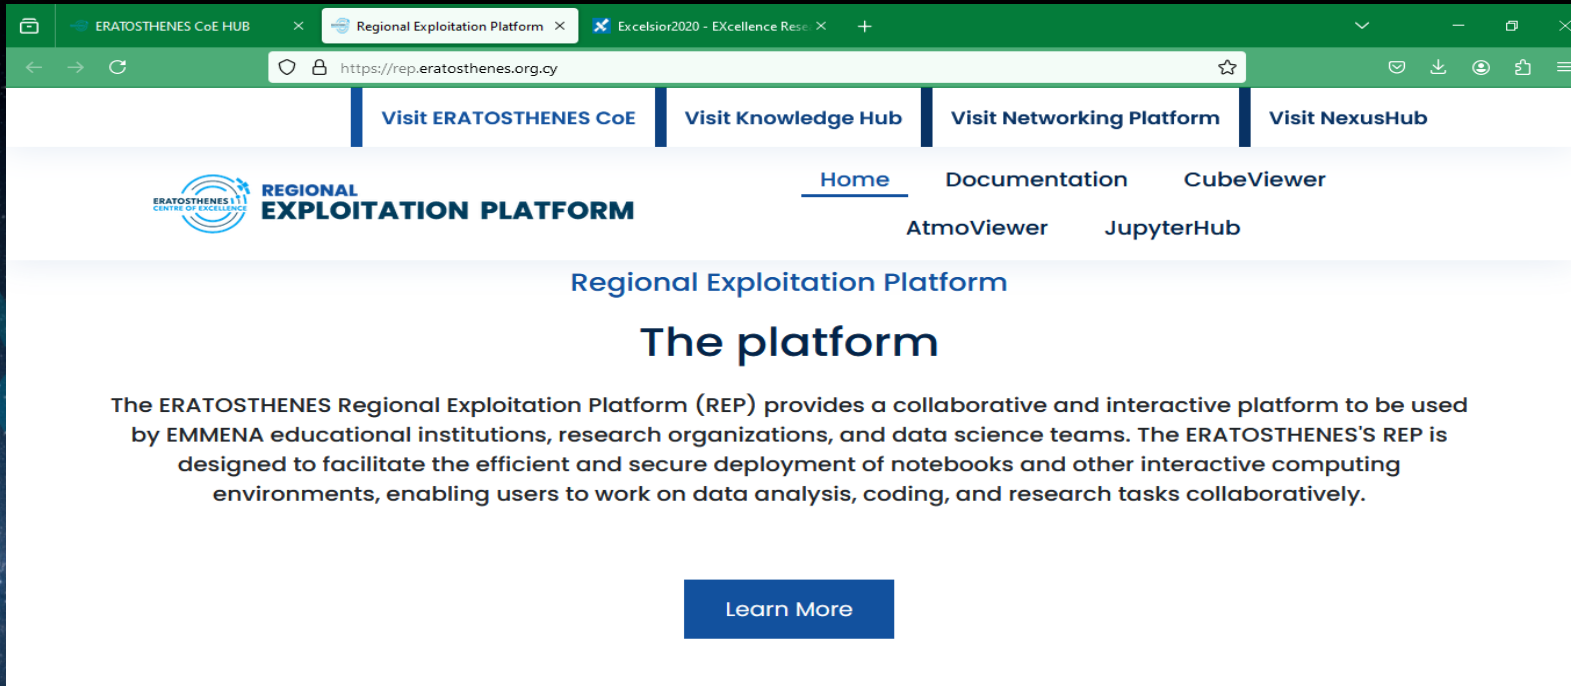 ERATOSTHENES CoE HUB
Regional Exploitation Platform
Excelsior2020 - EXcellence Rese
https://rep.eratosthenes.org.cy
Visit ERATOSTHENES CoE
Visit Knowledge Hub
Visit Networking Platform
Visit NexusHub
ERATOSTHENES
CENTRE OF EXCELLENCE
REGIONAL
EXPLOITATION PLATFORM
Home
Documentation
CubeViewer
AtmoViewer
JupyterHub
Regional Exploitation Platform
The platform
The ERATOSTHENES Regional Exploitation Platform (REP) provides a collaborative and interactive platform to be used
by EMMENA educational institutions, research organizations, and data science teams. The ERATOSTHENES'S REP is
designed to facilitate the efficient and secure deployment of notebooks and other interactive computing
environments, enabling users to work on data analysis, coding, and research tasks collaboratively.
Learn More